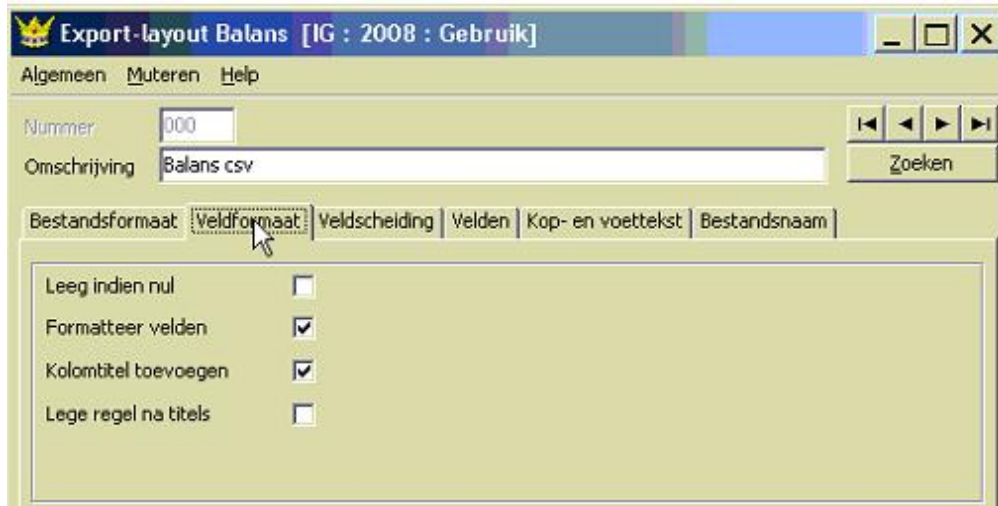 Export-layout Balans [IG : 2008 : Gebruik]
Algemeen Muteren Help
Nummer 000
Omschrijving Balans csv Zoeken
Bestandsformaat Veldformaat Veldscheiding Velden Kop- en voettekst Bestandsnaam
Leeg indien nul
Formatteer velden
Kolomtitel toevoegen
Lege regel na titels